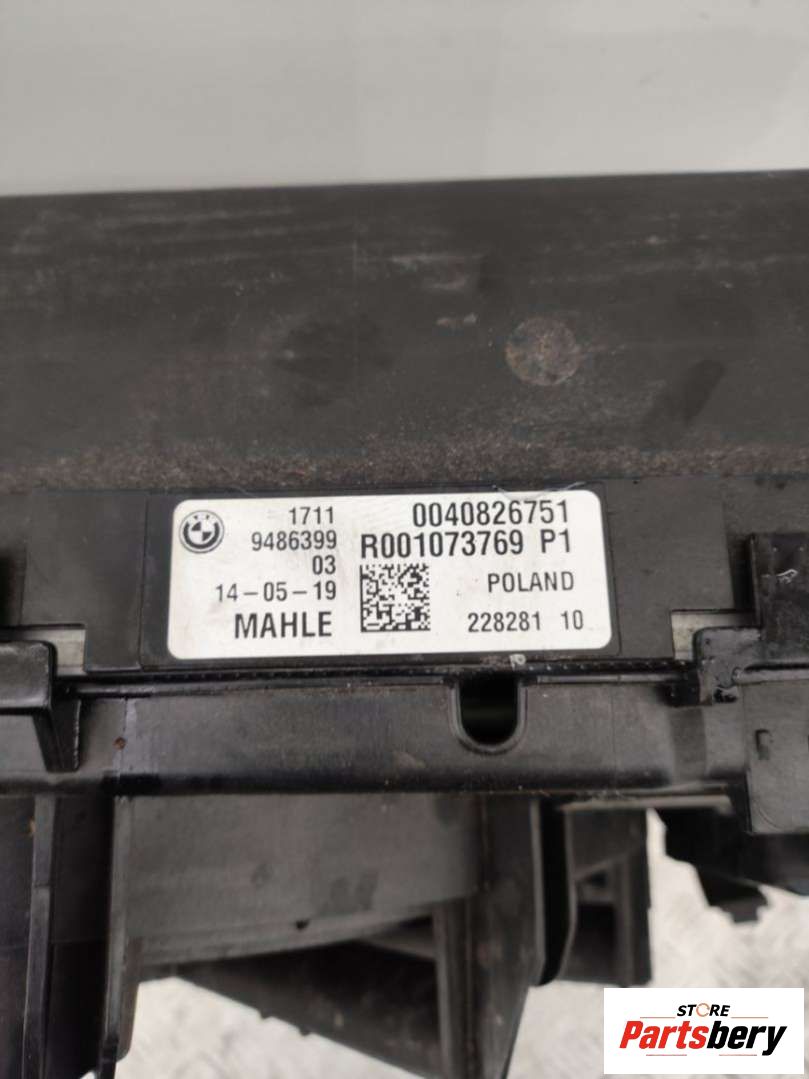 1711 0040826751
9486399 R001073769 P1
03
14-05-19 POLAND
MAHLE 228281 10
STORE
Partsbery